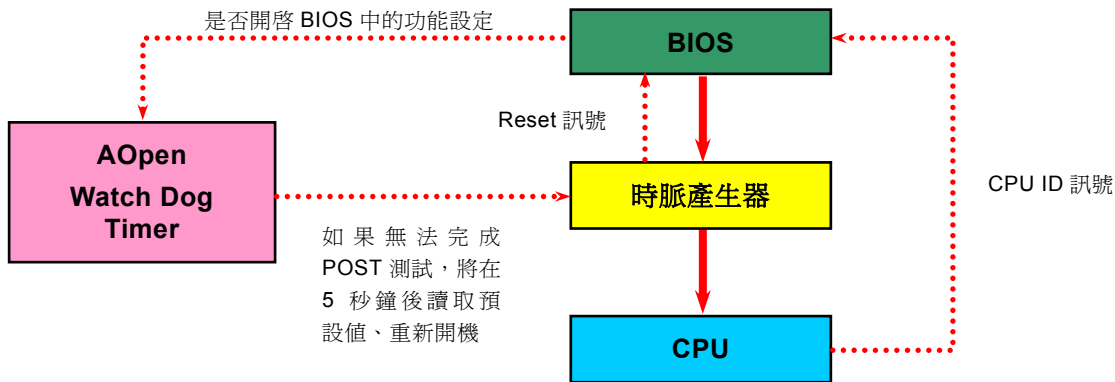 是否開啓 BIOS 中的功能設定
BIOS
Reset 訊號
AOpen
Watch Dog
Timer
時脈產生器
CPU ID 訊號
如果無法完成
POST 測試，將在
5 秒鐘後讀取預
設值、重新開機
CPU